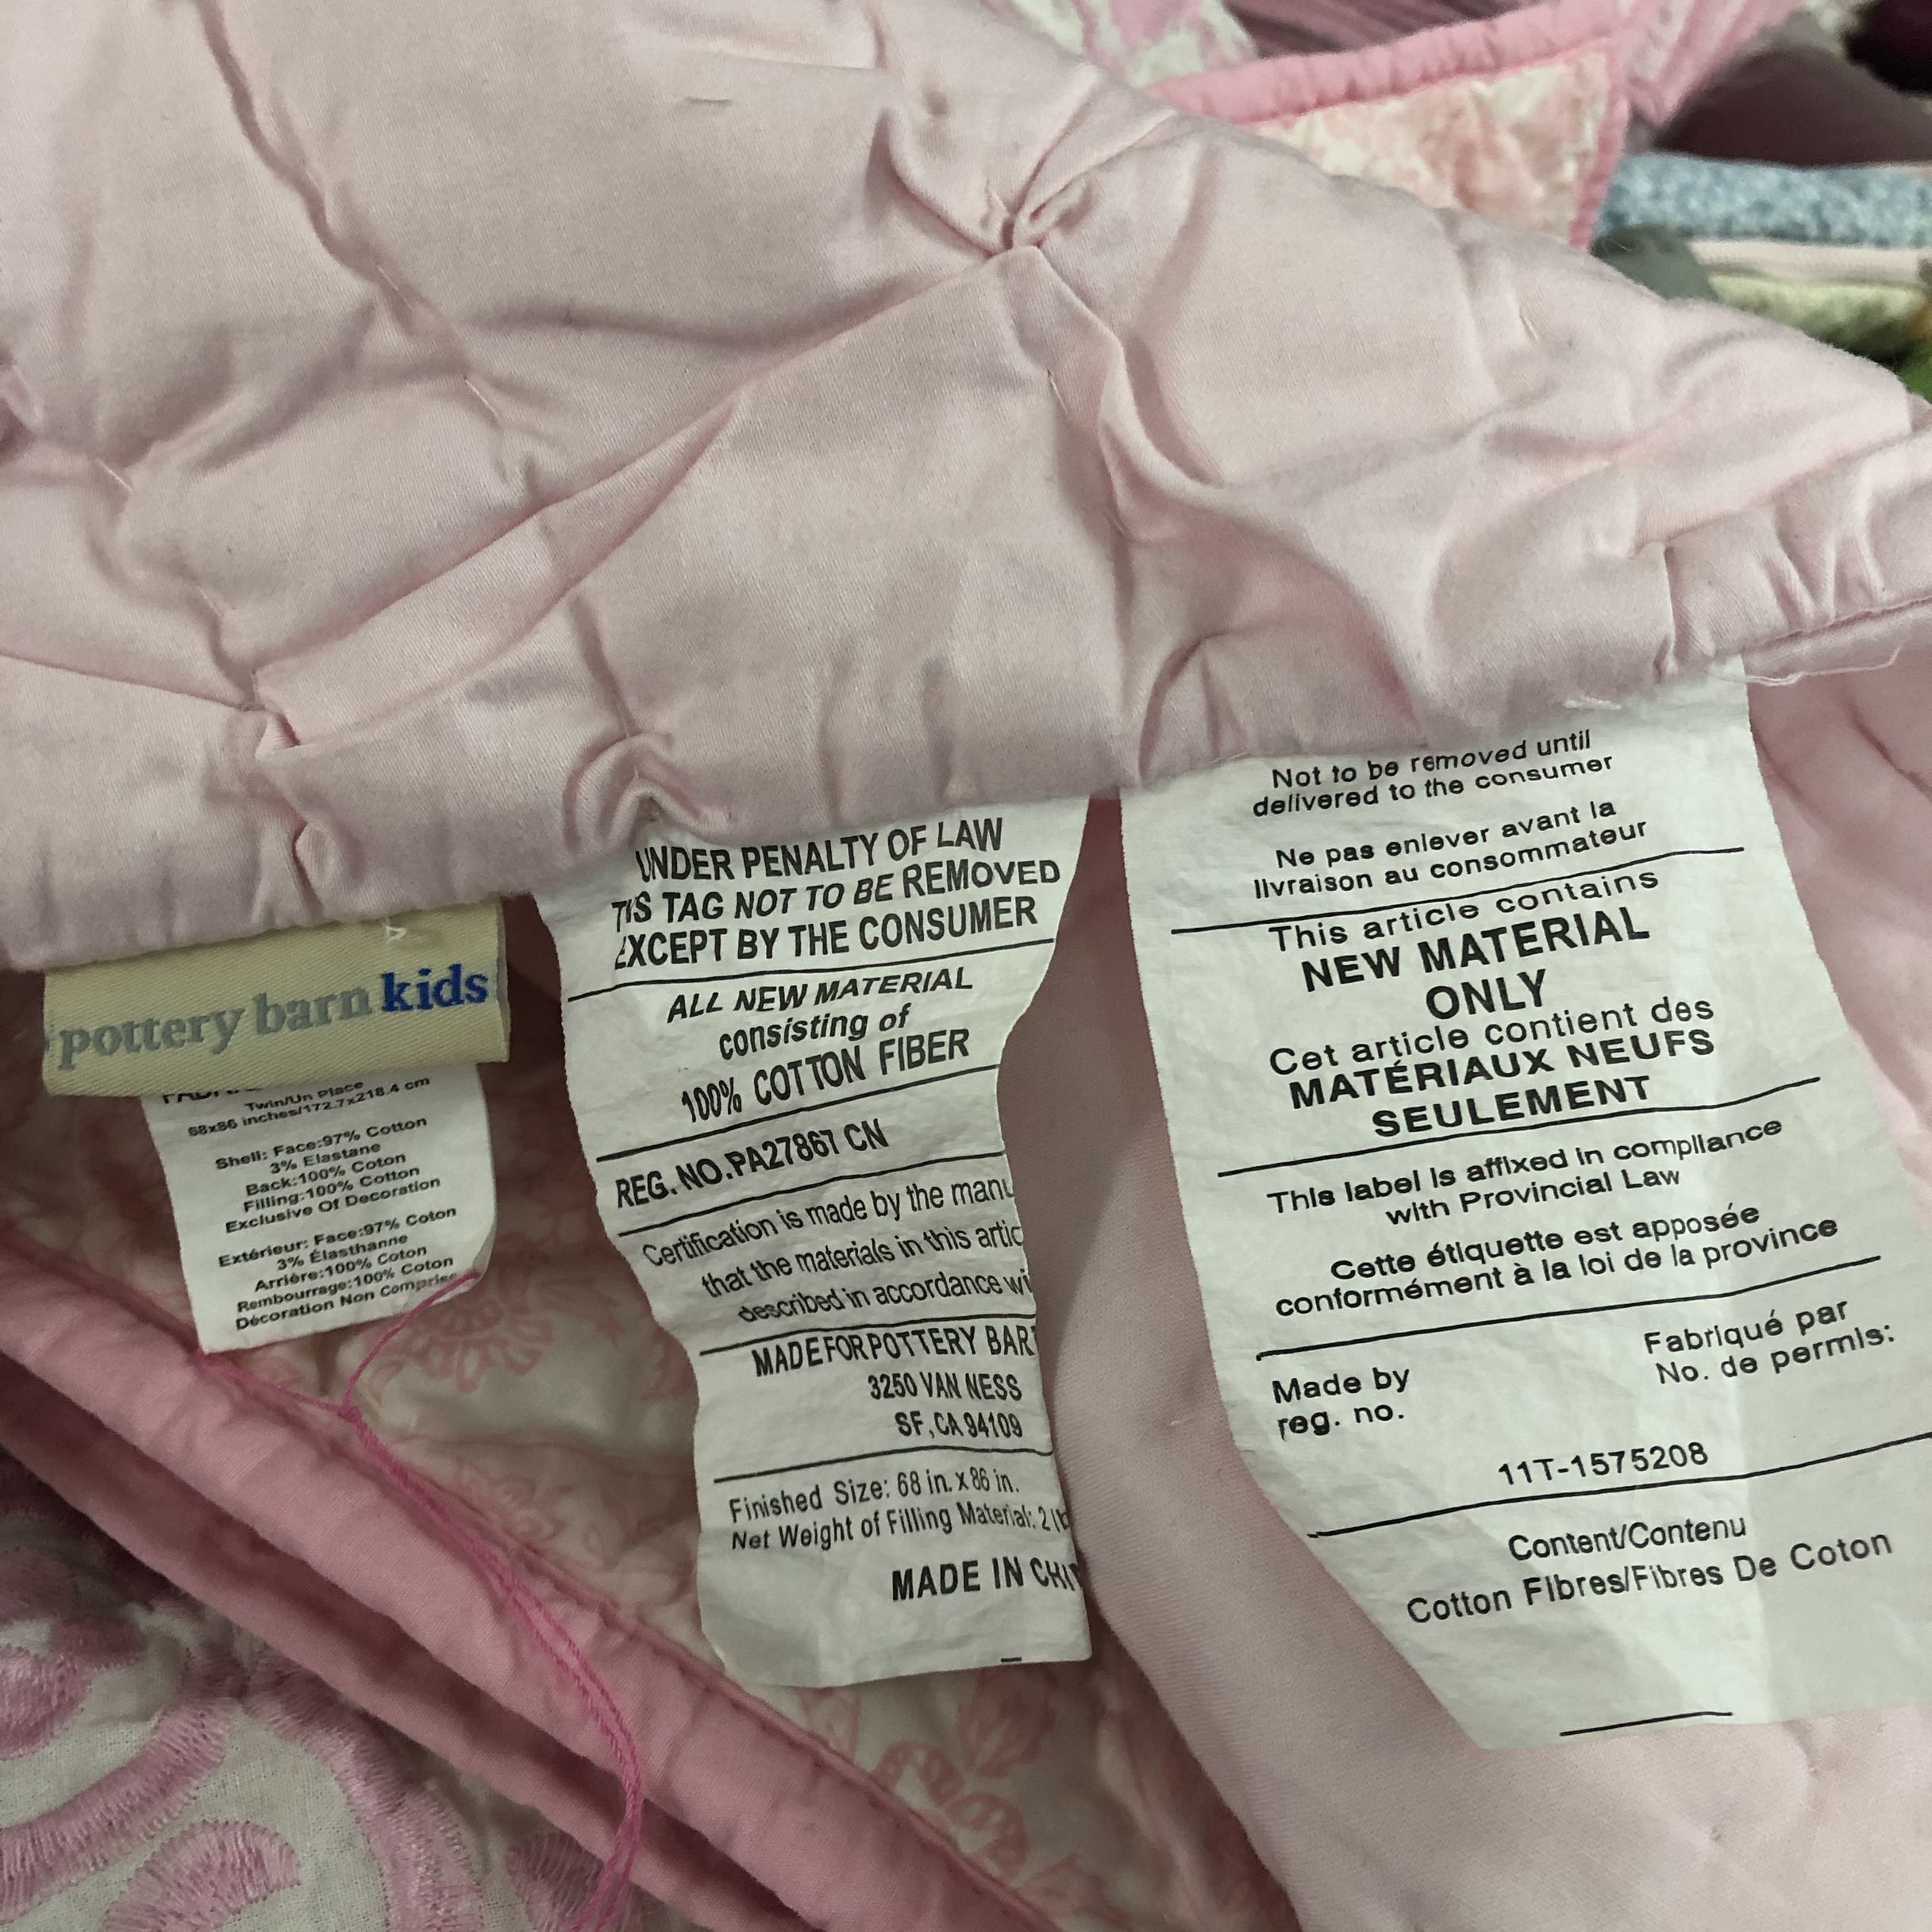 pottery barn kids
Twin/Un Place
68x86 inches/172.7x218.4 cm
Shell: Face:97% Cotton
3% Elastane
Back:100% Coton
Filling:100% Cotton
Exclusive Of Decoration
Extérieur: Face:97% Coton
3% Élasthanne
Arrière:100% Coton
Rembourrage:100% Coton
Décoration Non Comprise
UNDER PENALTY OF LAW
TAG NOT TO BE REMOVED
EXCEPT BY THE CONSUMER
ALL NEW MATERIAL
consisting of
100% COTTON FIBER
REG. NO.PA27867 CN
Certification is made by the
that the materials in this
described in accordance
MADE FOR POTTERY
3250 VAN NESS
SF,CA 94109
Finished Size: 68 in. x 86 in.
Net Weight of Filling Material: 2
MADE IN
Not to be removed until
delivered to the consumer
Ne pas enlever avant la
livraison au consommateur
This article contains
NEW MATERIAL
ONLY
Cet article contient des
MATÉRIAUX NEUFS
SEULEMENT
This label is affixed in compliance
with Provincial Law
Cette étiquette est apposée
conformément à la loi de la province
Made by
reg. no.
Fabriqué par
No. de permis:
11T-1575208
Content/Contenu
Cotton Fibres/Fibres De Coton